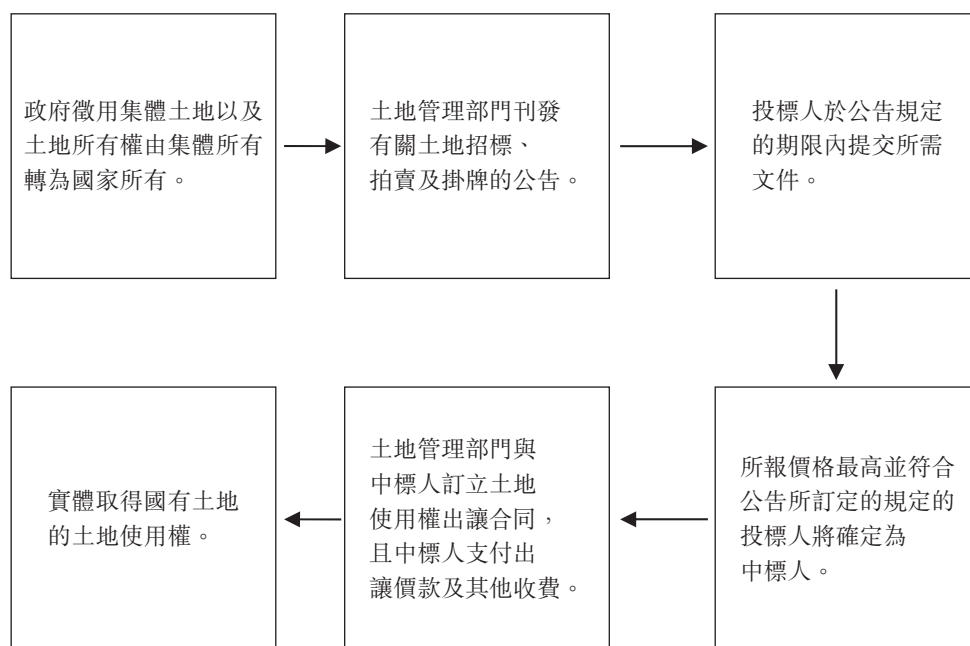 政府徵用集體土地以及
土地所有權由集體所有
轉為國家所有。
土地管理部門刊發
有關土地招標、
拍賣及掛牌的公告。
投標人於公告規定
的期限內提交所需
文件。
所報價格最高並符合
公告所訂定的規定的
投標人將確定為
中標人。
土地管理部門與
中標人訂立土地
使用權出讓合同，
且中標人支付出
讓價款及其他收費。
實體取得國有土地
的土地使用權。